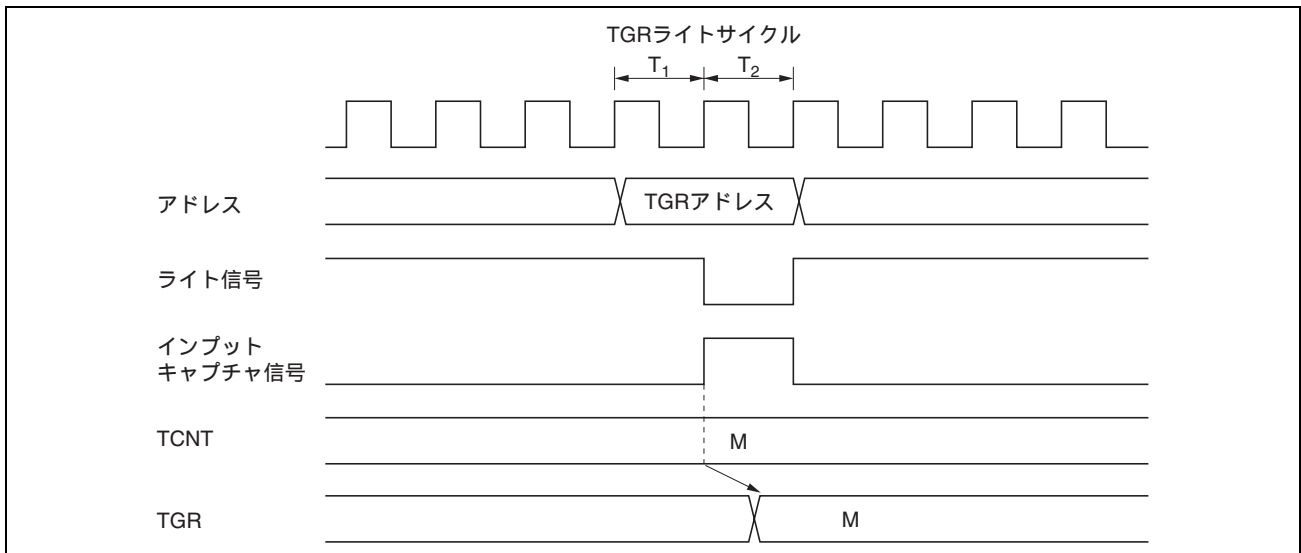 TGRライトサイクル
T1 T2
アドレス TGRアドレス
ライト信号
インプット
キャプチャ信号
TCNT M
TGR M